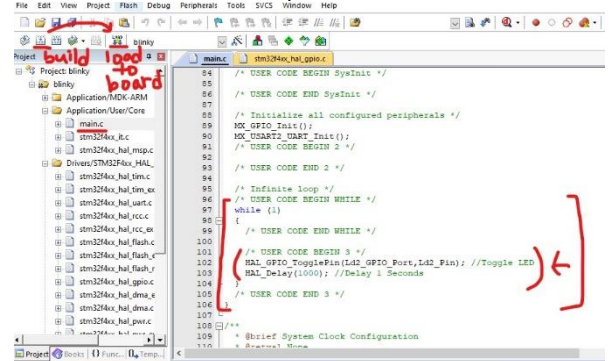 File Edit View Project Flash Debug Peripherals Tools SVCS Window Help
blinky
Project
build load to board
main.c stm32f4xx_hal_gpio.c
Project: blinky
blinky
Application/MDK-ARM
Application/User/Core
main.c
stm32f4xx_it.c
stm32f4xx_hal_msp.c
Drivers/STM32F4xx_HAL_
stm32f4xx_hal_tim.c
stm32f4xx_hal_tim_ex
stm32f4xx_hal_uart.c
stm32f4xx_hal_rcc.c
stm32f4xx_hal_rcc_ex
stm32f4xx_hal_flash.c
stm32f4xx_hal_flash_e
stm32f4xx_hal_flash_r
stm32f4xx_hal_gpio.c
stm32f4xx_hal_dma_e
stm32f4xx_hal_dma.c
stm32f4xx_hal_pwr.c
Project Books {} Func... Temp...
84 /* USER CODE BEGIN SysInit */
85
86 /* USER CODE END SysInit */
87
88 /* Initialize all configured peripherals */
89 MX_GPIO_Init();
90 MX_USART2_UART_Init();
91 /* USER CODE BEGIN 2 */
92
93 /* USER CODE END 2 */
94
95 /* Infinite loop */
96 /* USER CODE BEGIN WHILE */
97 while (1)
98 {
99 /* USER CODE END WHILE */
100
101 /* USER CODE BEGIN 3 */
102 HAL_GPIO_TogglePin(Ld2_GPIO_Port,Ld2_Pin); //Toggle LED
103 HAL_Delay(1000); //Delay 1 Seconds
104 }
105 /* USER CODE END 3 */
106 }
107
108 /**
109 * @brief System Clock Configuration
110 * @retval None